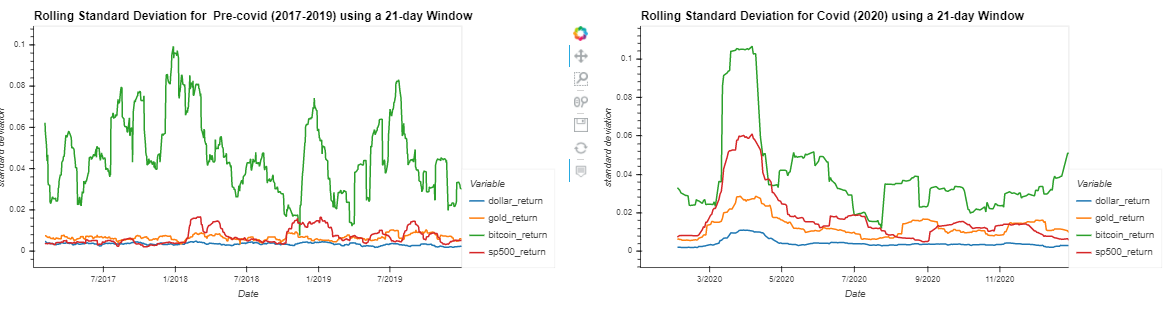 Rolling Standard Deviation for Pre-covid (2017-2019) using a 21-day Window
0.1
0.08
0.06
0.04
0.02
0
standard deviation
7/2017
1/2018
7/2018
1/2019
7/2019
Date
Variable
dollar_return
gold_return
bitcoin_return
sp500_return
Rolling Standard Deviation for Covid (2020) using a 21-day Window
0.1
0.08
0.06
0.04
0.02
0
standard deviation
3/2020
5/2020
7/2020
9/2020
11/2020
Date
Variable
dollar_return
gold_return
bitcoin_return
sp500_return